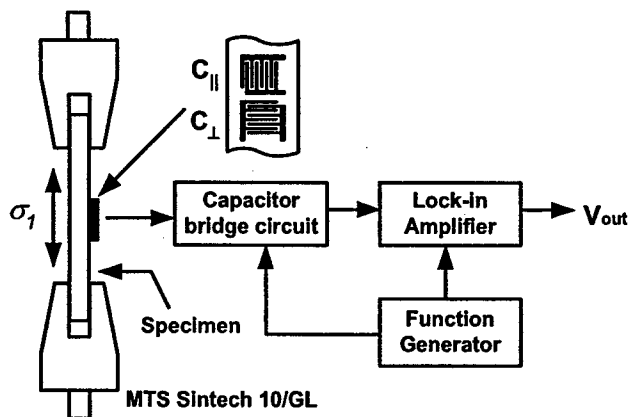 C||
C⊥
σ1
Capacitor
bridge circuit
Lock-in
Amplifier
Vout
Specimen
Function
Generator
MTS Sintech 10/GL